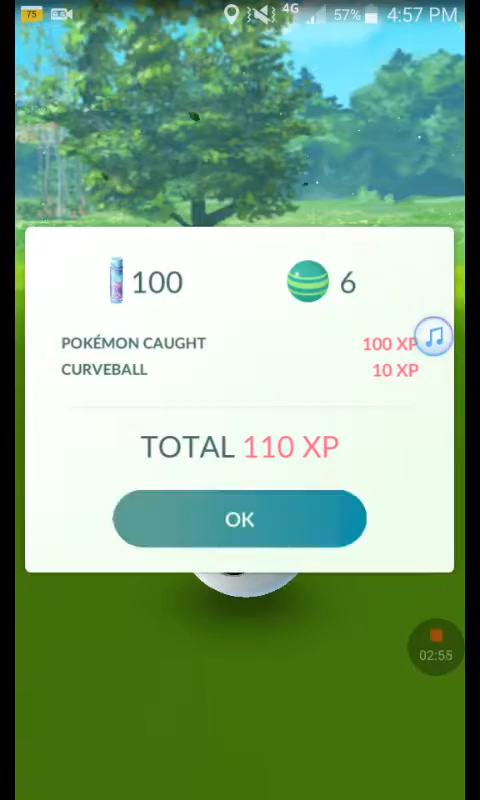 75 4G 57% 4:57 PM
100 6
POKÉMON CAUGHT 100 XP
CURVEBALL 10 XP
TOTAL 110 XP
OK
02:55